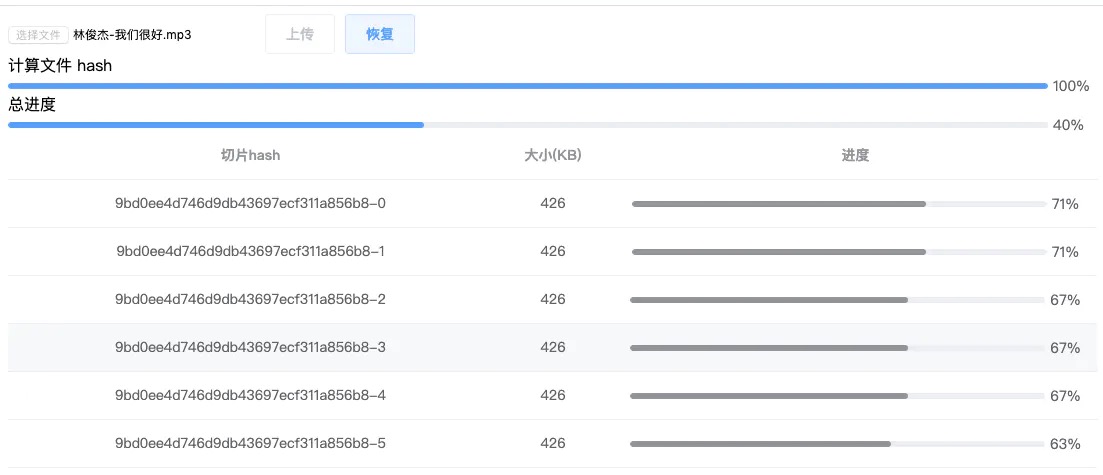 选择文件 林俊杰-我们很好.mp3 上传 恢复
计算文件 hash
100%
总进度
40%
切片hash 大小(KB) 进度
9bd0ee4d746d9db43697ecf311a856b8-0 426 71%
9bd0ee4d746d9db43697ecf311a856b8-1 426 71%
9bd0ee4d746d9db43697ecf311a856b8-2 426 67%
9bd0ee4d746d9db43697ecf311a856b8-3 426 67%
9bd0ee4d746d9db43697ecf311a856b8-4 426 67%
9bd0ee4d746d9db43697ecf311a856b8-5 426 63%